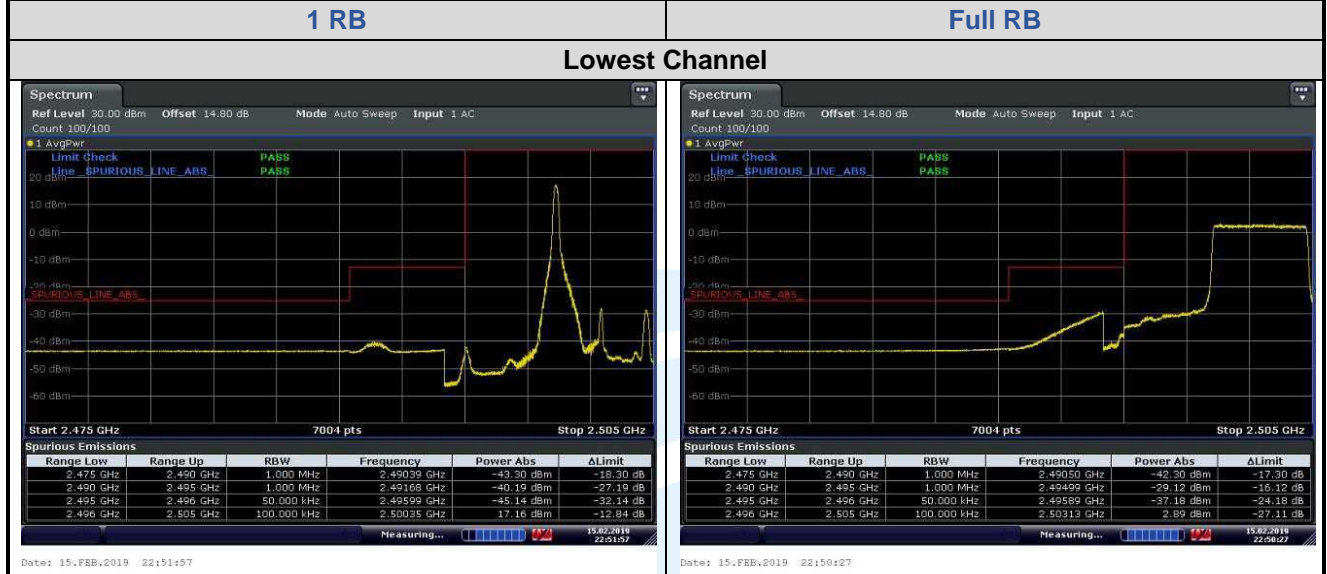 1 RB Full RB
Lowest Channel
Spectrum
Ref Level 30.00 dBm Offset 14.80 dB Mode Auto Sweep Input 1 AC
Count 100/100
1 AvgPwr
Limit Check PASS
Line _SPURIOUS_LINE_ABS_ PASS
20 dBm
10 dBm
0 dBm
-10 dBm
-20 dBm
_SPURIOUS_LINE_ABS_
-30 dBm
-40 dBm
-50 dBm
-60 dBm
Start 2.475 GHz 7004 pts Stop 2.505 GHz
Spurious Emissions
Range Low Range Up RBW Frequency Power Abs ΔLimit
2.475 GHz 2.490 GHz 1.000 MHz 2.49039 GHz -43.30 dBm -18.30 dB
2.490 GHz 2.495 GHz 1.000 MHz 2.49168 GHz -40.19 dBm -27.19 dB
2.495 GHz 2.496 GHz 50.000 kHz 2.49599 GHz -45.14 dBm -32.14 dB
2.496 GHz 2.505 GHz 100.000 kHz 2.50035 GHz 17.16 dBm -12.84 dB
Measuring... 15.02.2019
22:51:57
Date: 15.FEB.2019 22:51:57
Spectrum
Ref Level 30.00 dBm Offset 14.80 dB Mode Auto Sweep Input 1 AC
Count 100/100
1 AvgPwr
Limit Check PASS
Line _SPURIOUS_LINE_ABS_ PASS
20 dBm
10 dBm
0 dBm
-10 dBm
-20 dBm
_SPURIOUS_LINE_ABS_
-30 dBm
-40 dBm
-50 dBm
-60 dBm
Start 2.475 GHz 7004 pts Stop 2.505 GHz
Spurious Emissions
Range Low Range Up RBW Frequency Power Abs ΔLimit
2.475 GHz 2.490 GHz 1.000 MHz 2.49050 GHz -42.30 dBm -17.30 dB
2.490 GHz 2.495 GHz 1.000 MHz 2.49499 GHz -29.12 dBm -16.12 dB
2.495 GHz 2.496 GHz 50.000 kHz 2.49589 GHz -37.18 dBm -24.18 dB
2.496 GHz 2.505 GHz 100.000 kHz 2.50313 GHz 2.89 dBm -27.11 dB
Measuring... 15.02.2019
22:50:27
Date: 15.FEB.2019 22:50:27